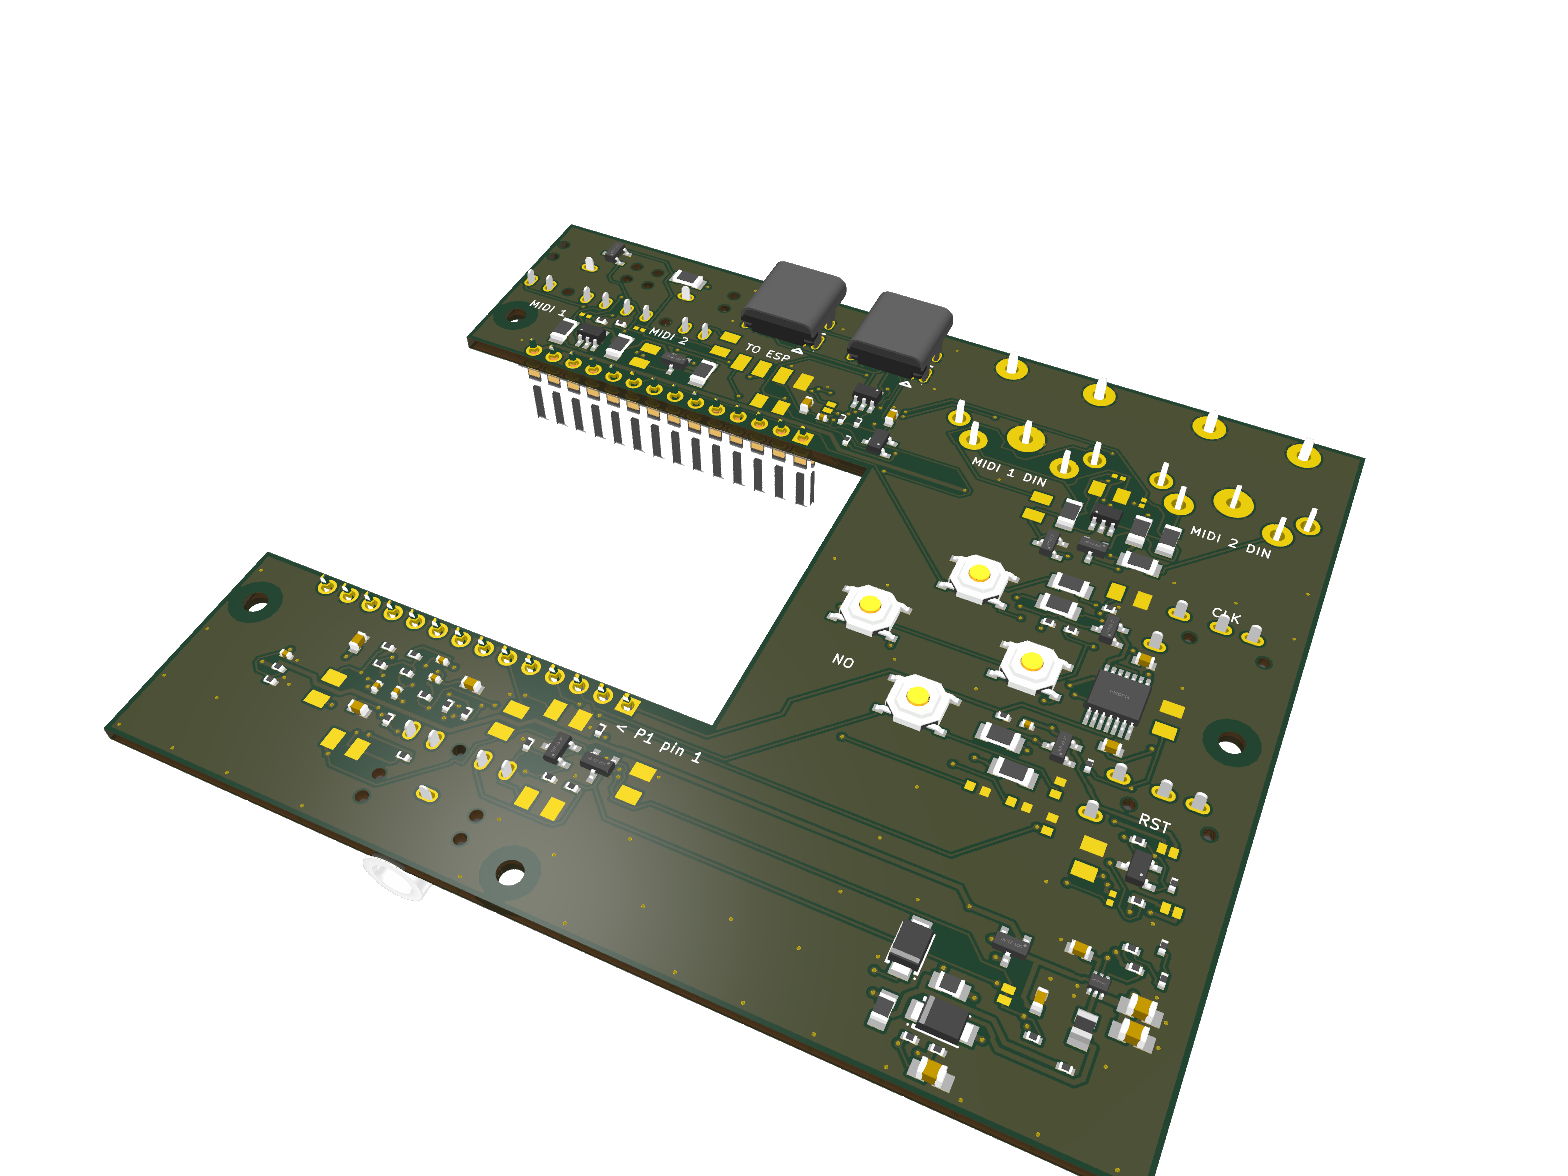 MIDI 1
MIDI 2
TO ESP
MIDI 1 DIN
MIDI 2 DIN
CLK
NO
< P1 pin 1
RST